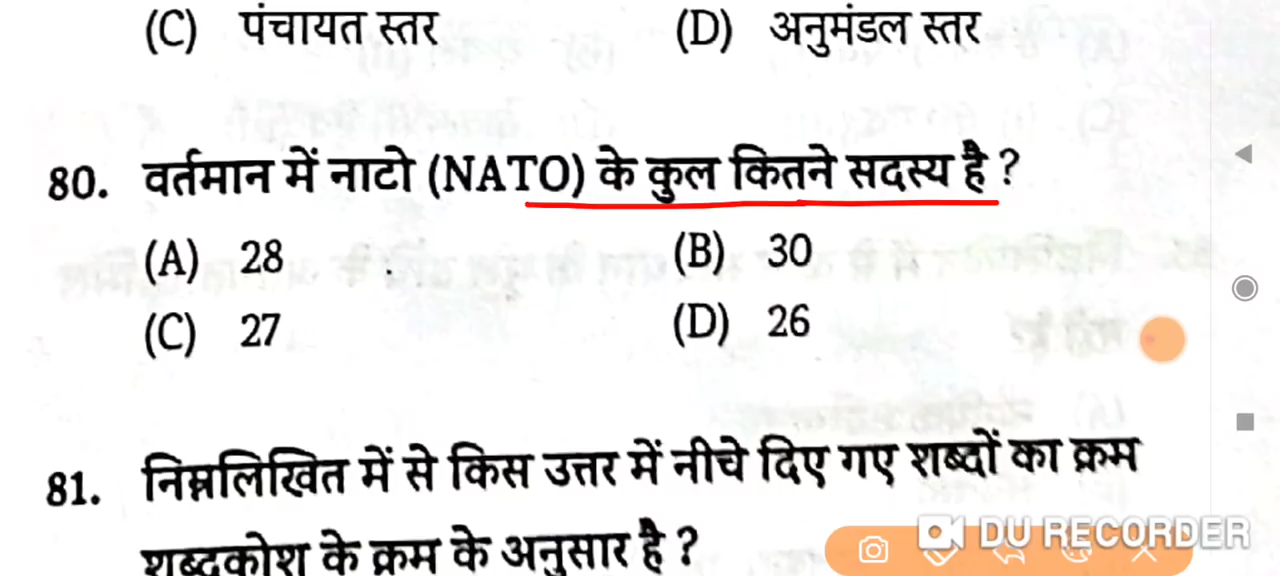 (C) पंचायत स्तर (D) अनुमंडल स्तर
80. वर्तमान में नाटो (NATO) के कुल कितने सदस्य है ?
(A) 28 (B) 30
(C) 27 (D) 26
81. निम्नलिखित में से किस उत्तर में नीचे दिए गए शब्दों का क्रम
शब्दकोश के क्रम के अनुसार है ?
DU RECORDER